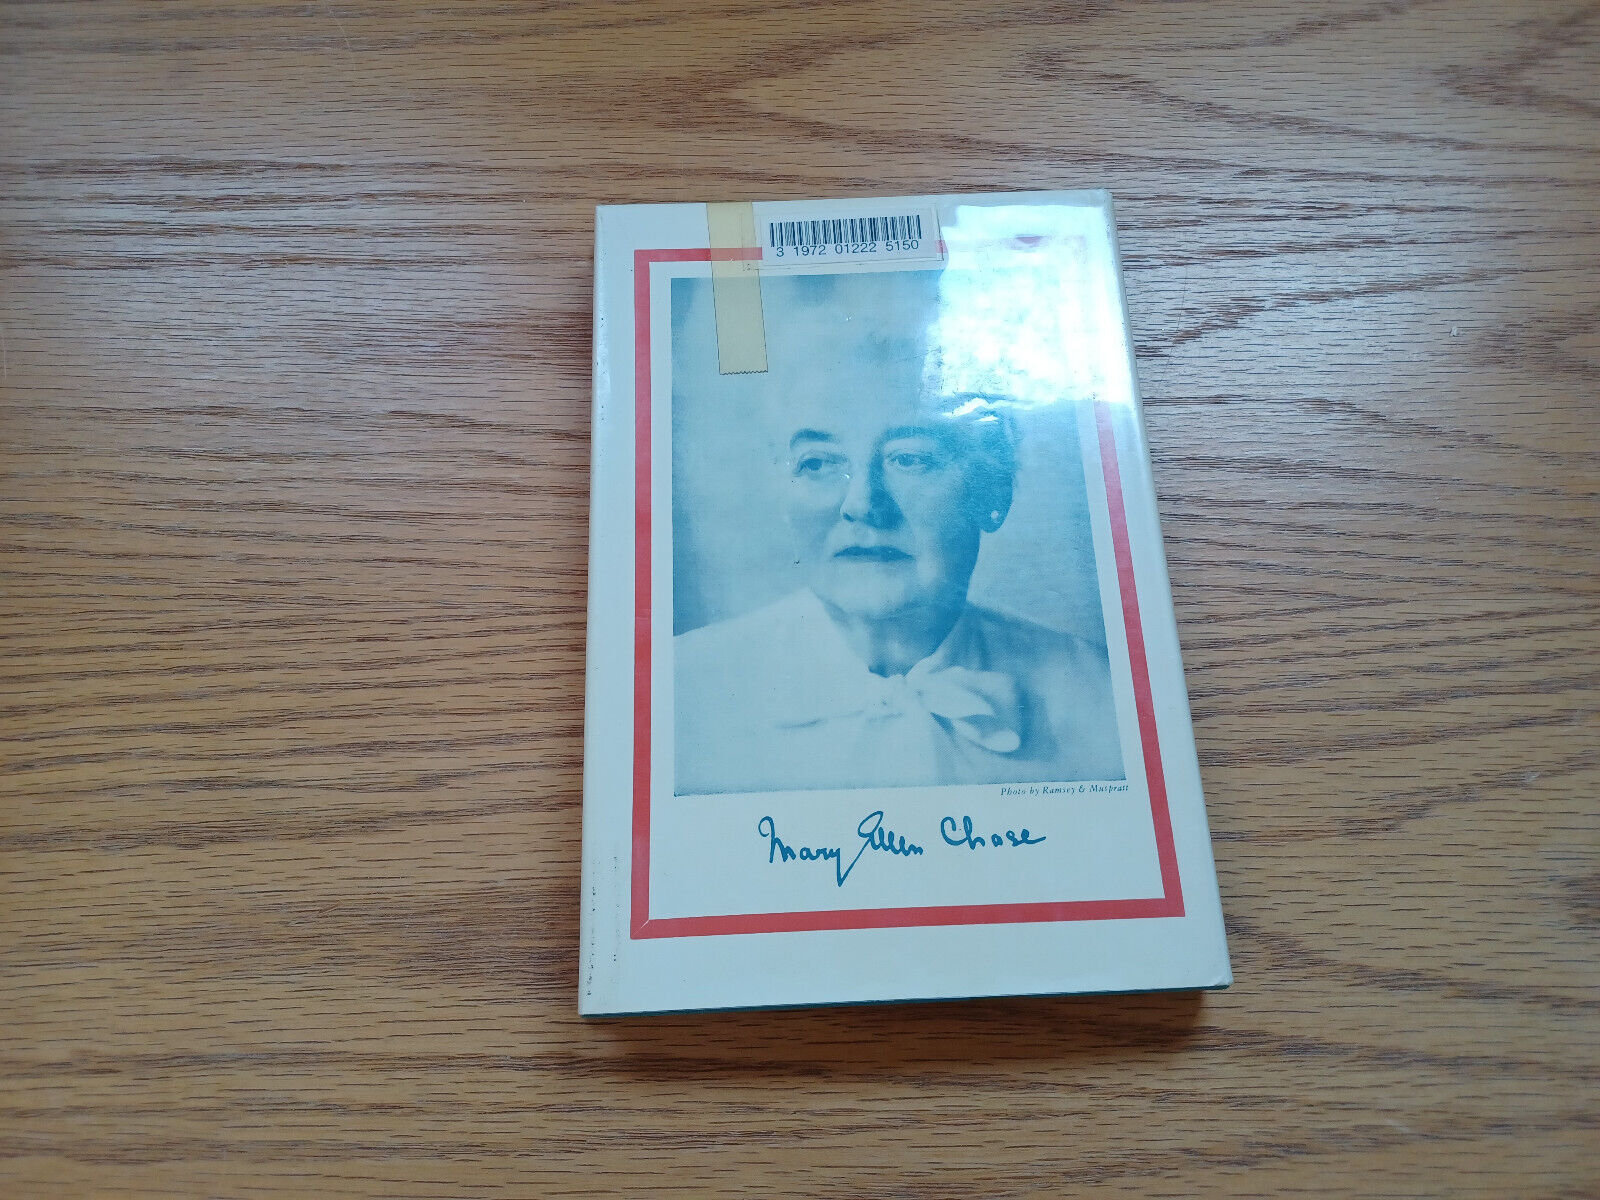 3 1972 01222 5150
Photo by Ramsey & Muspratt
Mary Ellen Chase